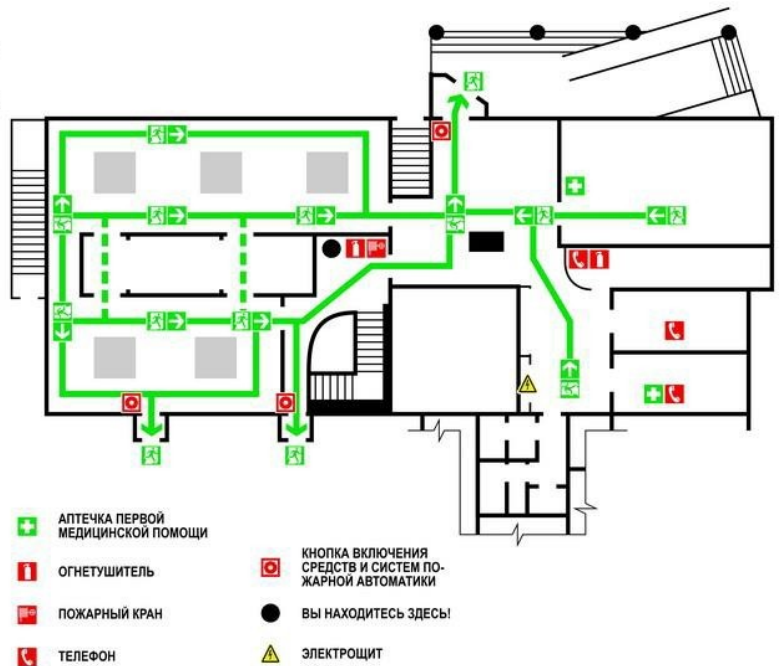 АПТЕЧКА ПЕРВОЙ
МЕДИЦИНСКОЙ ПОМОЩИ
ОГНЕТУШИТЕЛЬ
ПОЖАРНЫЙ КРАН
ТЕЛЕФОН
КНОПКА ВКЛЮЧЕНИЯ
СРЕДСТВ И СИСТЕМ ПО-
ЖАРНОЙ АВТОМАТИКИ
ВЫ НАХОДИТЕСЬ ЗДЕСЬ!
ЭЛЕКТРОЩИТ